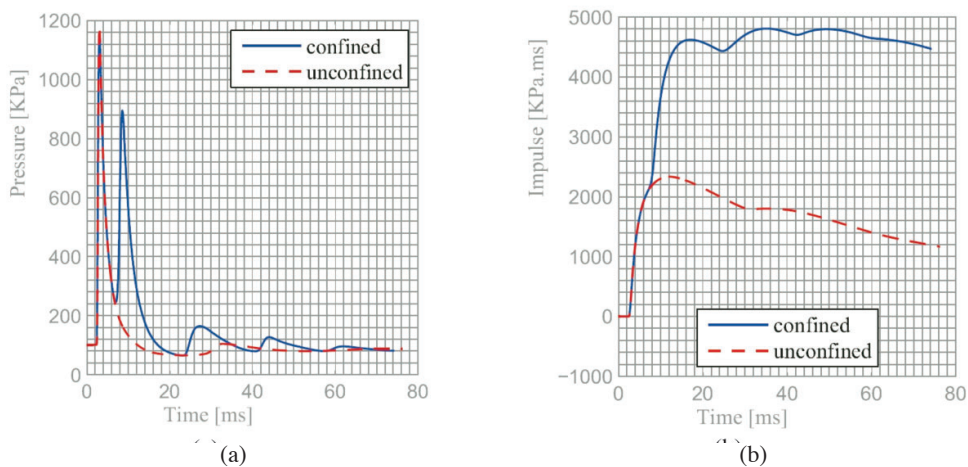 1200
1000
800
600
400
200
0
Pressure [KPa]
confined
unconfined
0 20 40 60 80
Time [ms]
(a)
5000
4000
3000
2000
1000
0
−1000
Impulse [KPa.ms]
confined
unconfined
0 20 40 60 80
Time [ms]
(b)